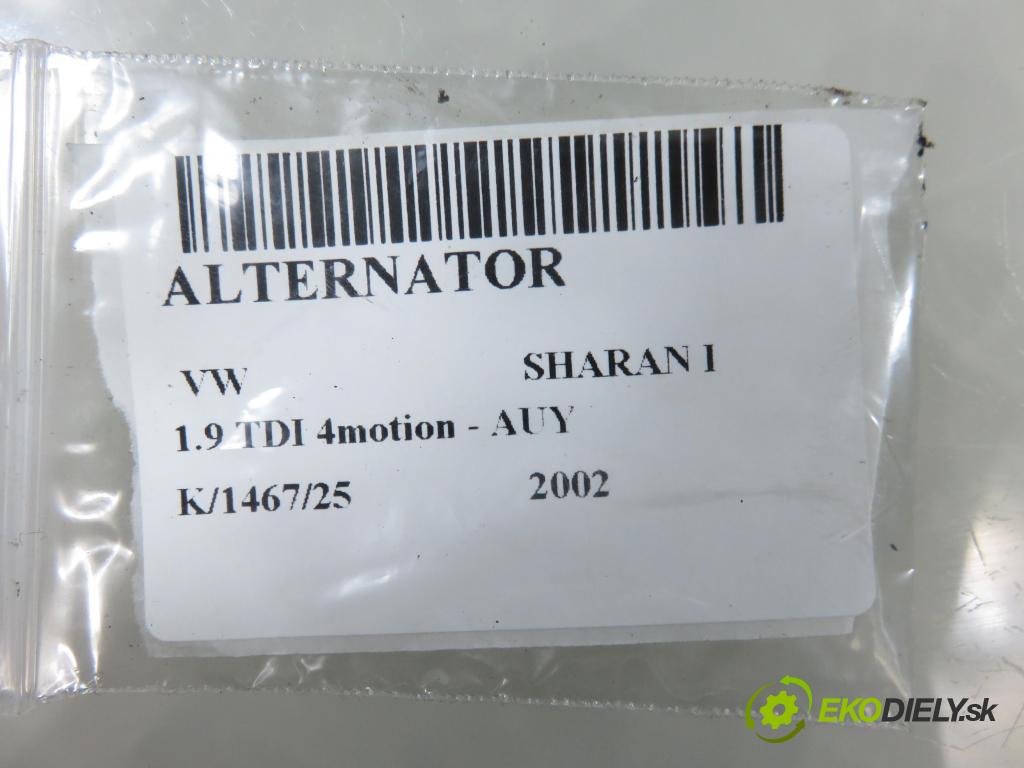 ALTERNATOR
VW SHARAN I
1.9 TDI 4motion - AUY
K/1467/25 2002
EKODIELY.sk